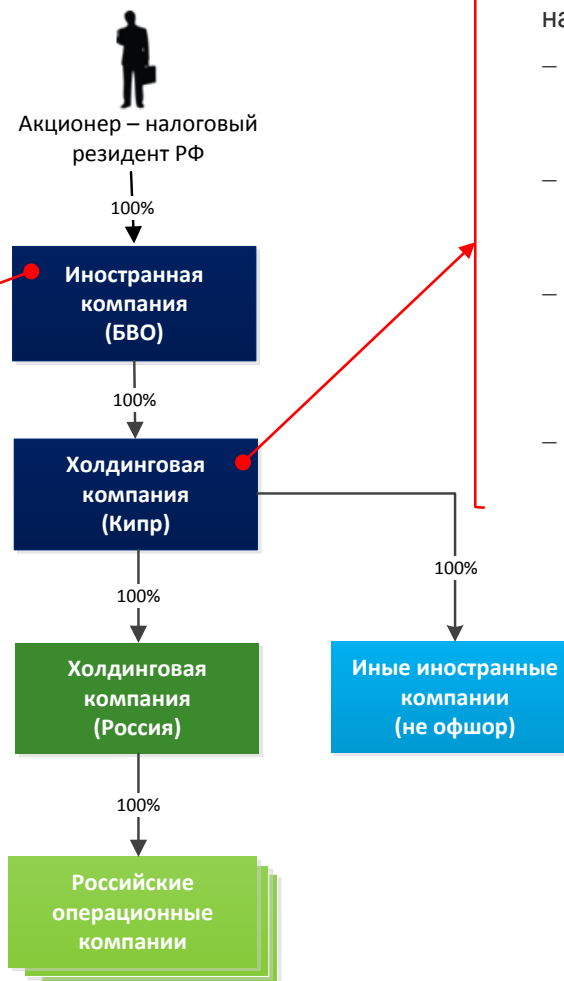 на
–
–
–
–
Акционер – налоговый
резидент РФ
100%
Иностранная
компания
(БВО)
100%
Холдинговая
компания
(Кипр)
100%
100%
Холдинговая
компания
(Россия)
Иные иностранные
компании
(не офшор)
100%
Российские
операционные
компании